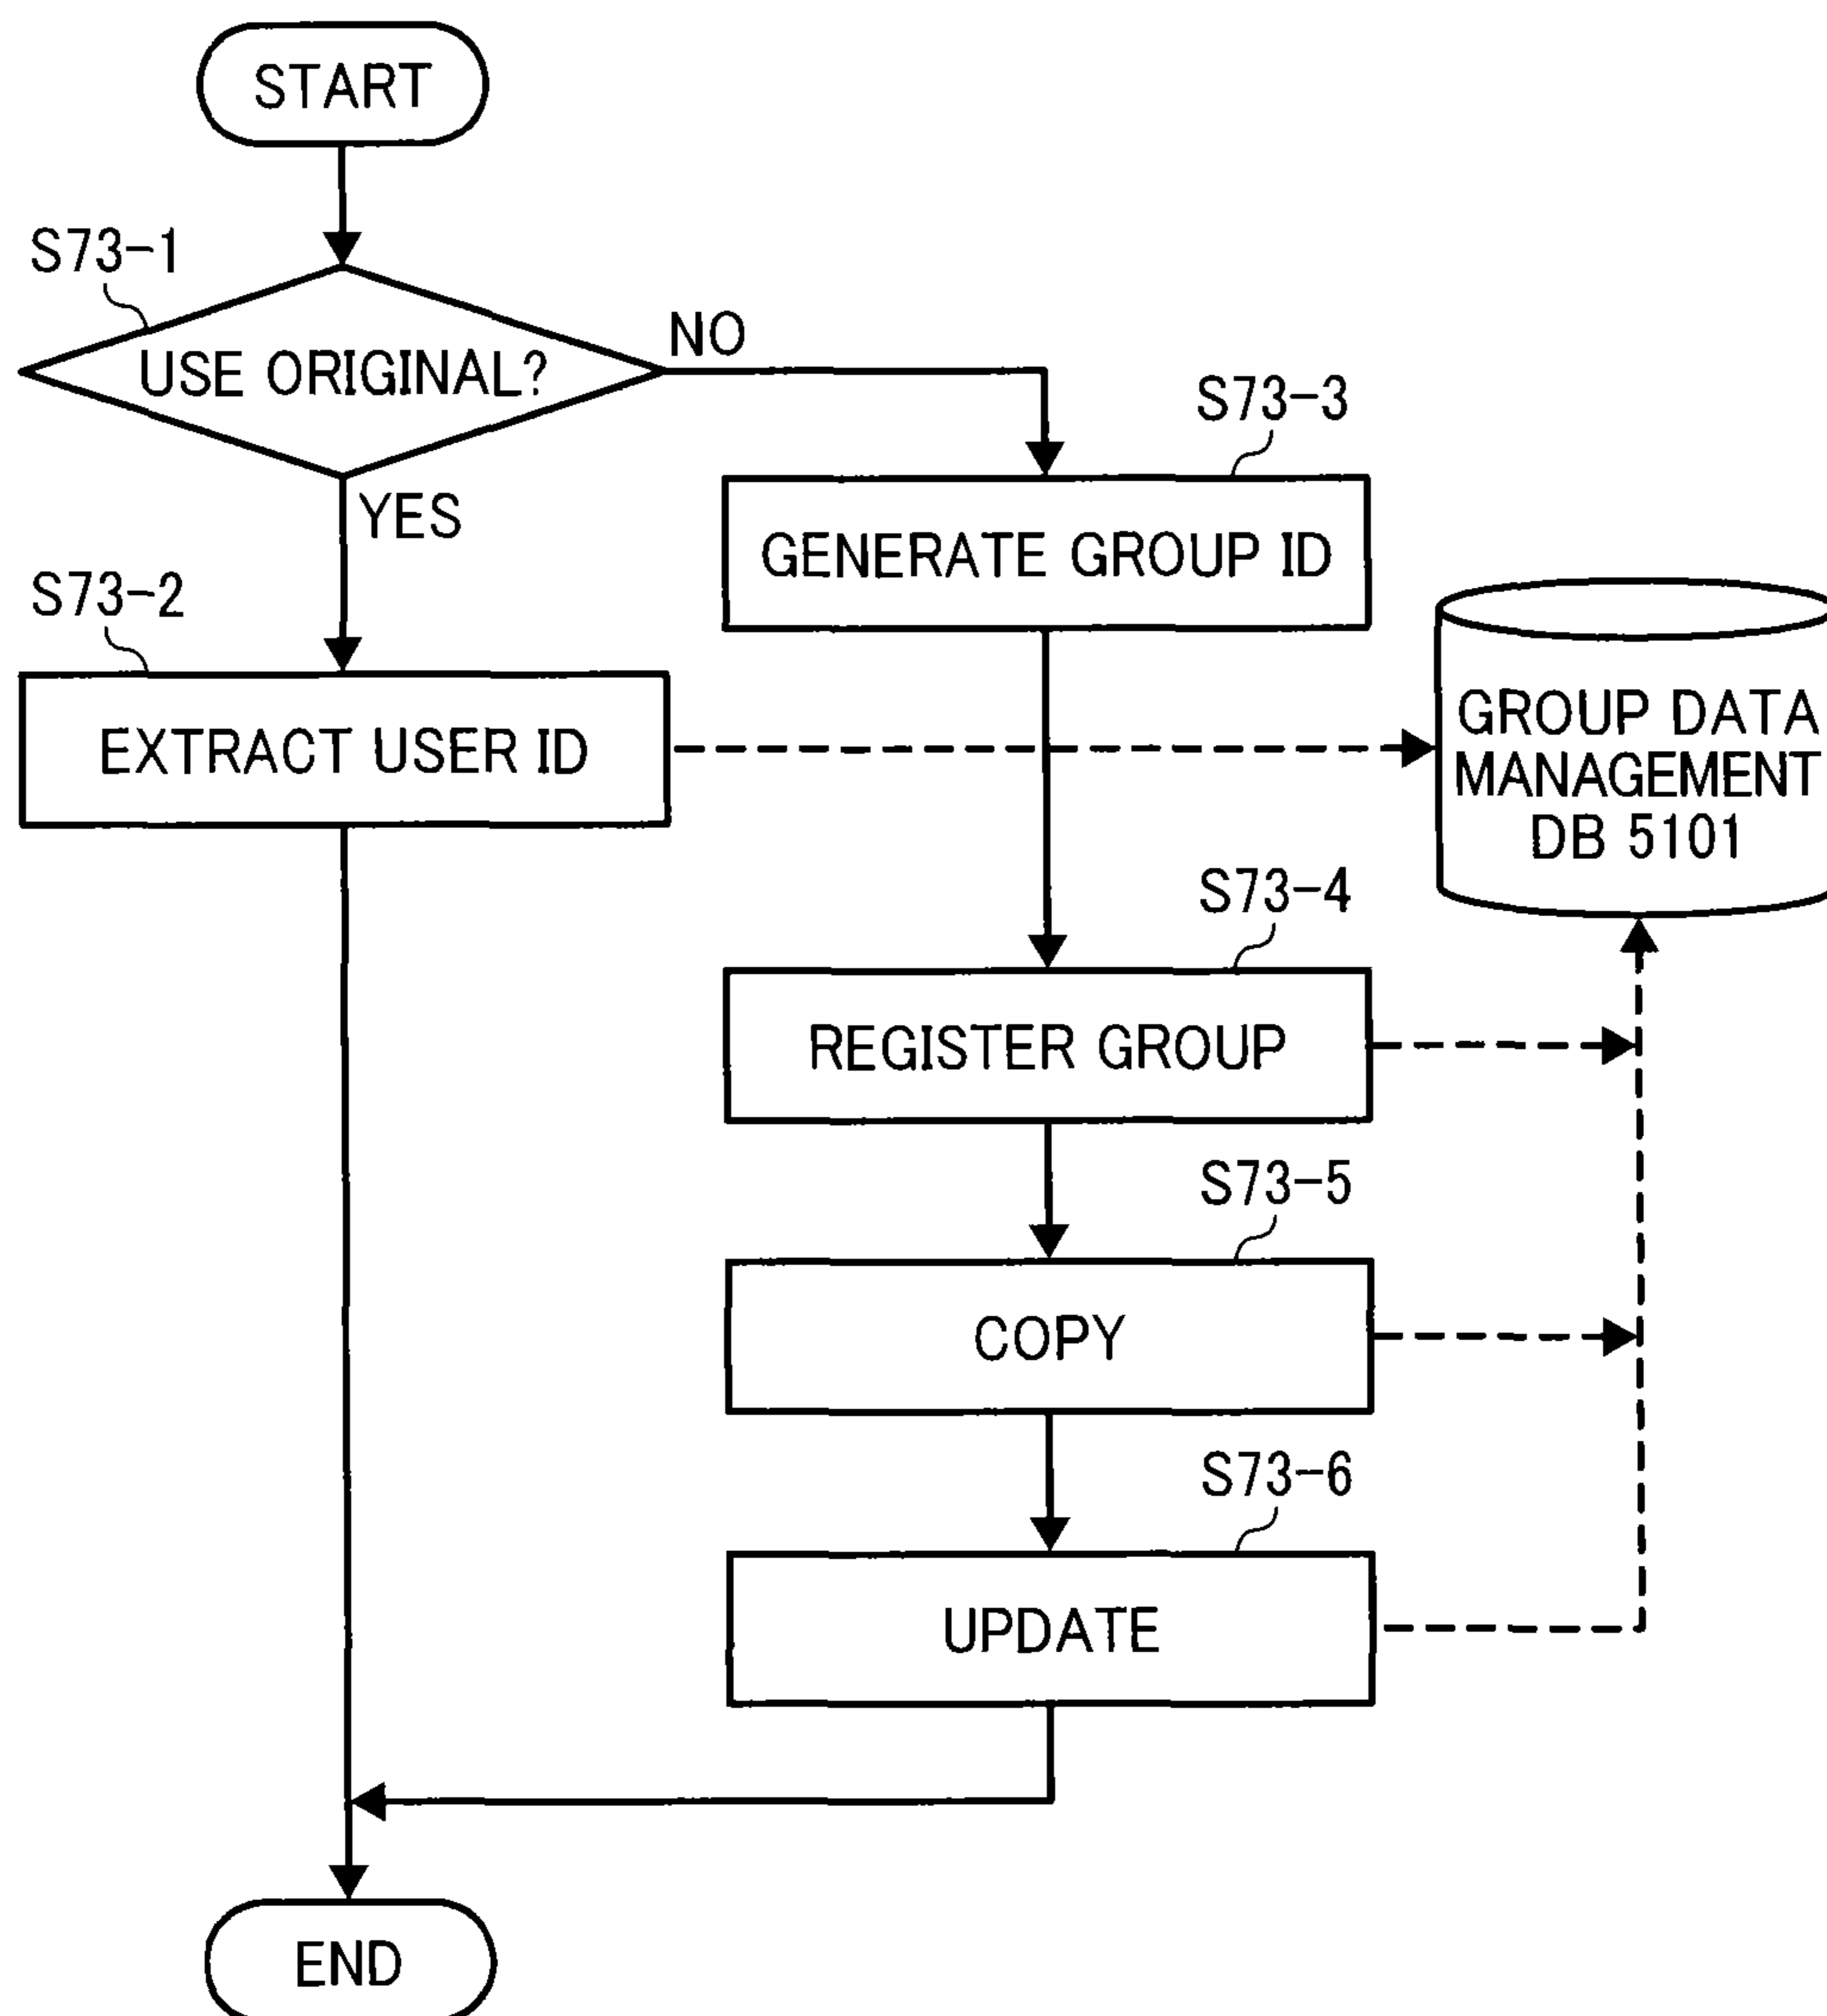 START
S73-1
USE ORIGINAL?
NO
YES
S73-3
GENERATE GROUP ID
S73-2
EXTRACT USER ID
GROUP DATA
MANAGEMENT
DB 5101
S73-4
REGISTER GROUP
S73-5
COPY
S73-6
UPDATE
END